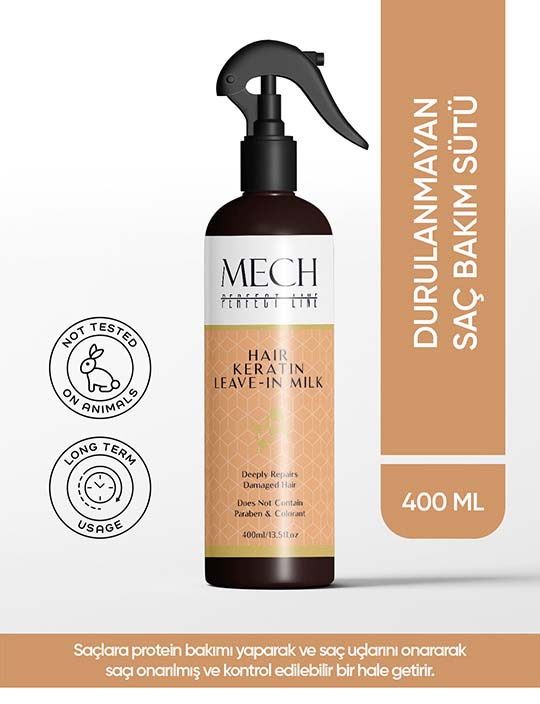 MECH
PERFECT LINE
HAIR
KERATIN
LEAVE-IN MILK
Deeply Repairs
Damaged Hair
Does Not Contain
Paraben & Colorant
400ml/13.5floz
NOT TESTED
ON ANIMALS
LONG TERM
USAGE
DURULANMAYAN
SAÇ BAKIM SÜTÜ
400 ML
Saçlara protein bakımı yaparak ve saç uçlarını onararak
saçı onarılmış ve kontrol edilebilir bir hale getirir.